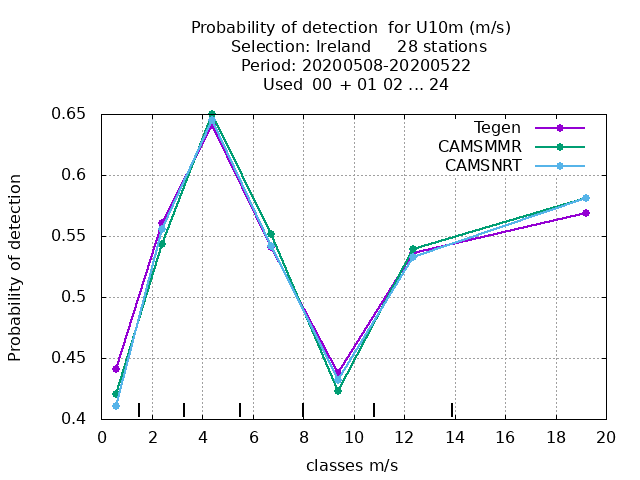 Probability of detection  for U10m (m/s)
Selection: Ireland     28 stations
Period: 20200508-20200522
Used  00  + 01 02 ... 24
Tegen
CAMSMMR
CAMSNRT
0.65
0.6
0.55
0.5
0.45
0.4
Probability of detection
0 2 4 6 8 10 12 14 16 18 20
classes m/s